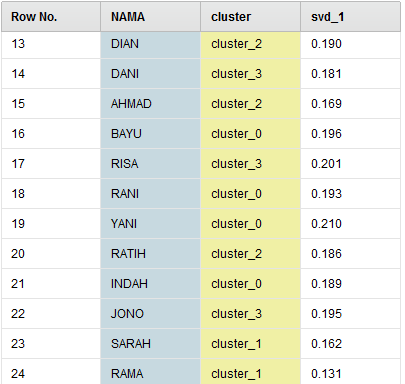 Row No. NAMA cluster svd_1
13 DIAN cluster_2 0.190
14 DANI cluster_3 0.181
15 AHMAD cluster_2 0.169
16 BAYU cluster_0 0.196
17 RISA cluster_3 0.201
18 RANI cluster_0 0.193
19 YANI cluster_0 0.210
20 RATIH cluster_2 0.186
21 INDAH cluster_0 0.189
22 JONO cluster_3 0.195
23 SARAH cluster_1 0.162
24 RAMA cluster_1 0.131